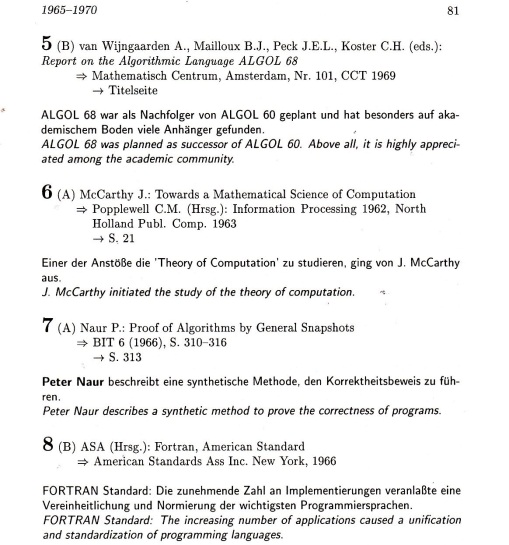 1965–1970 81
5 (B) van Wijngaarden A., Mailloux B.J., Peck J.E.L., Koster C.H. (eds.):
Report on the Algorithmic Language ALGOL 68
⇒ Mathematisch Centrum, Amsterdam, Nr. 101, CCT 1969
→ Titelseite
ALGOL 68 war als Nachfolger von ALGOL 60 geplant und hat besonders auf aka-
demischem Boden viele Anhänger gefunden.
ALGOL 68 was planned as successor of ALGOL 60. Above all, it is highly appreci-
ated among the academic community.
6 (A) McCarthy J.: Towards a Mathematical Science of Computation
⇒ Popplewell C.M. (Hrsg.): Information Processing 1962, North
Holland Publ. Comp. 1963
→ S. 21
Einer der Anstöße die 'Theory of Computation' zu studieren, ging von J. McCarthy
aus.
J. McCarthy initiated the study of the theory of computation.
7 (A) Naur P.: Proof of Algorithms by General Snapshots
⇒ BIT 6 (1966), S. 310–316
→ S. 313
Peter Naur beschreibt eine synthetische Methode, den Korrektheitsbeweis zu füh-
ren.
Peter Naur describes a synthetic method to prove the correctness of programs.
8 (B) ASA (Hrsg.): Fortran, American Standard
⇒ American Standards Ass Inc. New York, 1966
FORTRAN Standard: Die zunehmende Zahl an Implementierungen veranlaßte eine
Vereinheitlichung und Normierung der wichtigsten Programmiersprachen.
FORTRAN Standard: The increasing number of applications caused a unification
and standardization of programming languages.